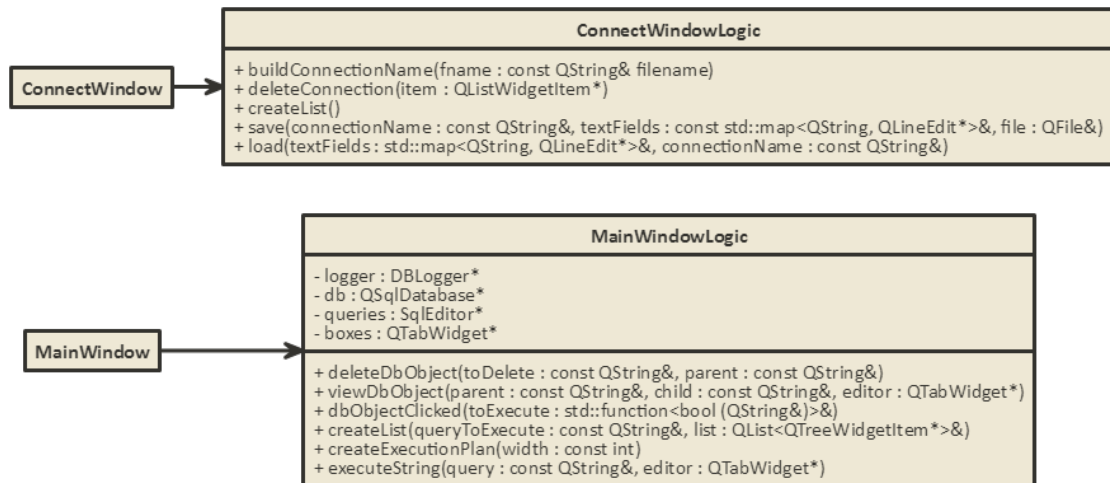 ConnectWindowLogic
ConnectWindow
+ buildConnectionName(fname : const QString& filename)
+ deleteConnection(item : QListWidgetItem*)
+ createList()
+ save(connectionName : const QString&, textFields : const std::map<QString, QLineEdit*>&, file : QFile&)
+ load(textFields : std::map<QString, QLineEdit*>&, connectionName : const QString&)
MainWindowLogic
- logger : DBLogger*
- db : QSqlDatabase*
- queries : SqlEditor*
- boxes : QTabWidget*
MainWindow
+ deleteDbObject(toDelete : const QString&, parent : const QString&)
+ viewDbObject(parent : const QString&, child : const QString&, editor : QTabWidget*)
+ dbObjectClicked(toExecute : std::function<bool (QString&)>&)
+ createList(queryToExecute : const QString&, list : QList<QTreeWidgetItem*>&)
+ createExecutionPlan(width : const int)
+ executeString(query : const QString&, editor : QTabWidget*)